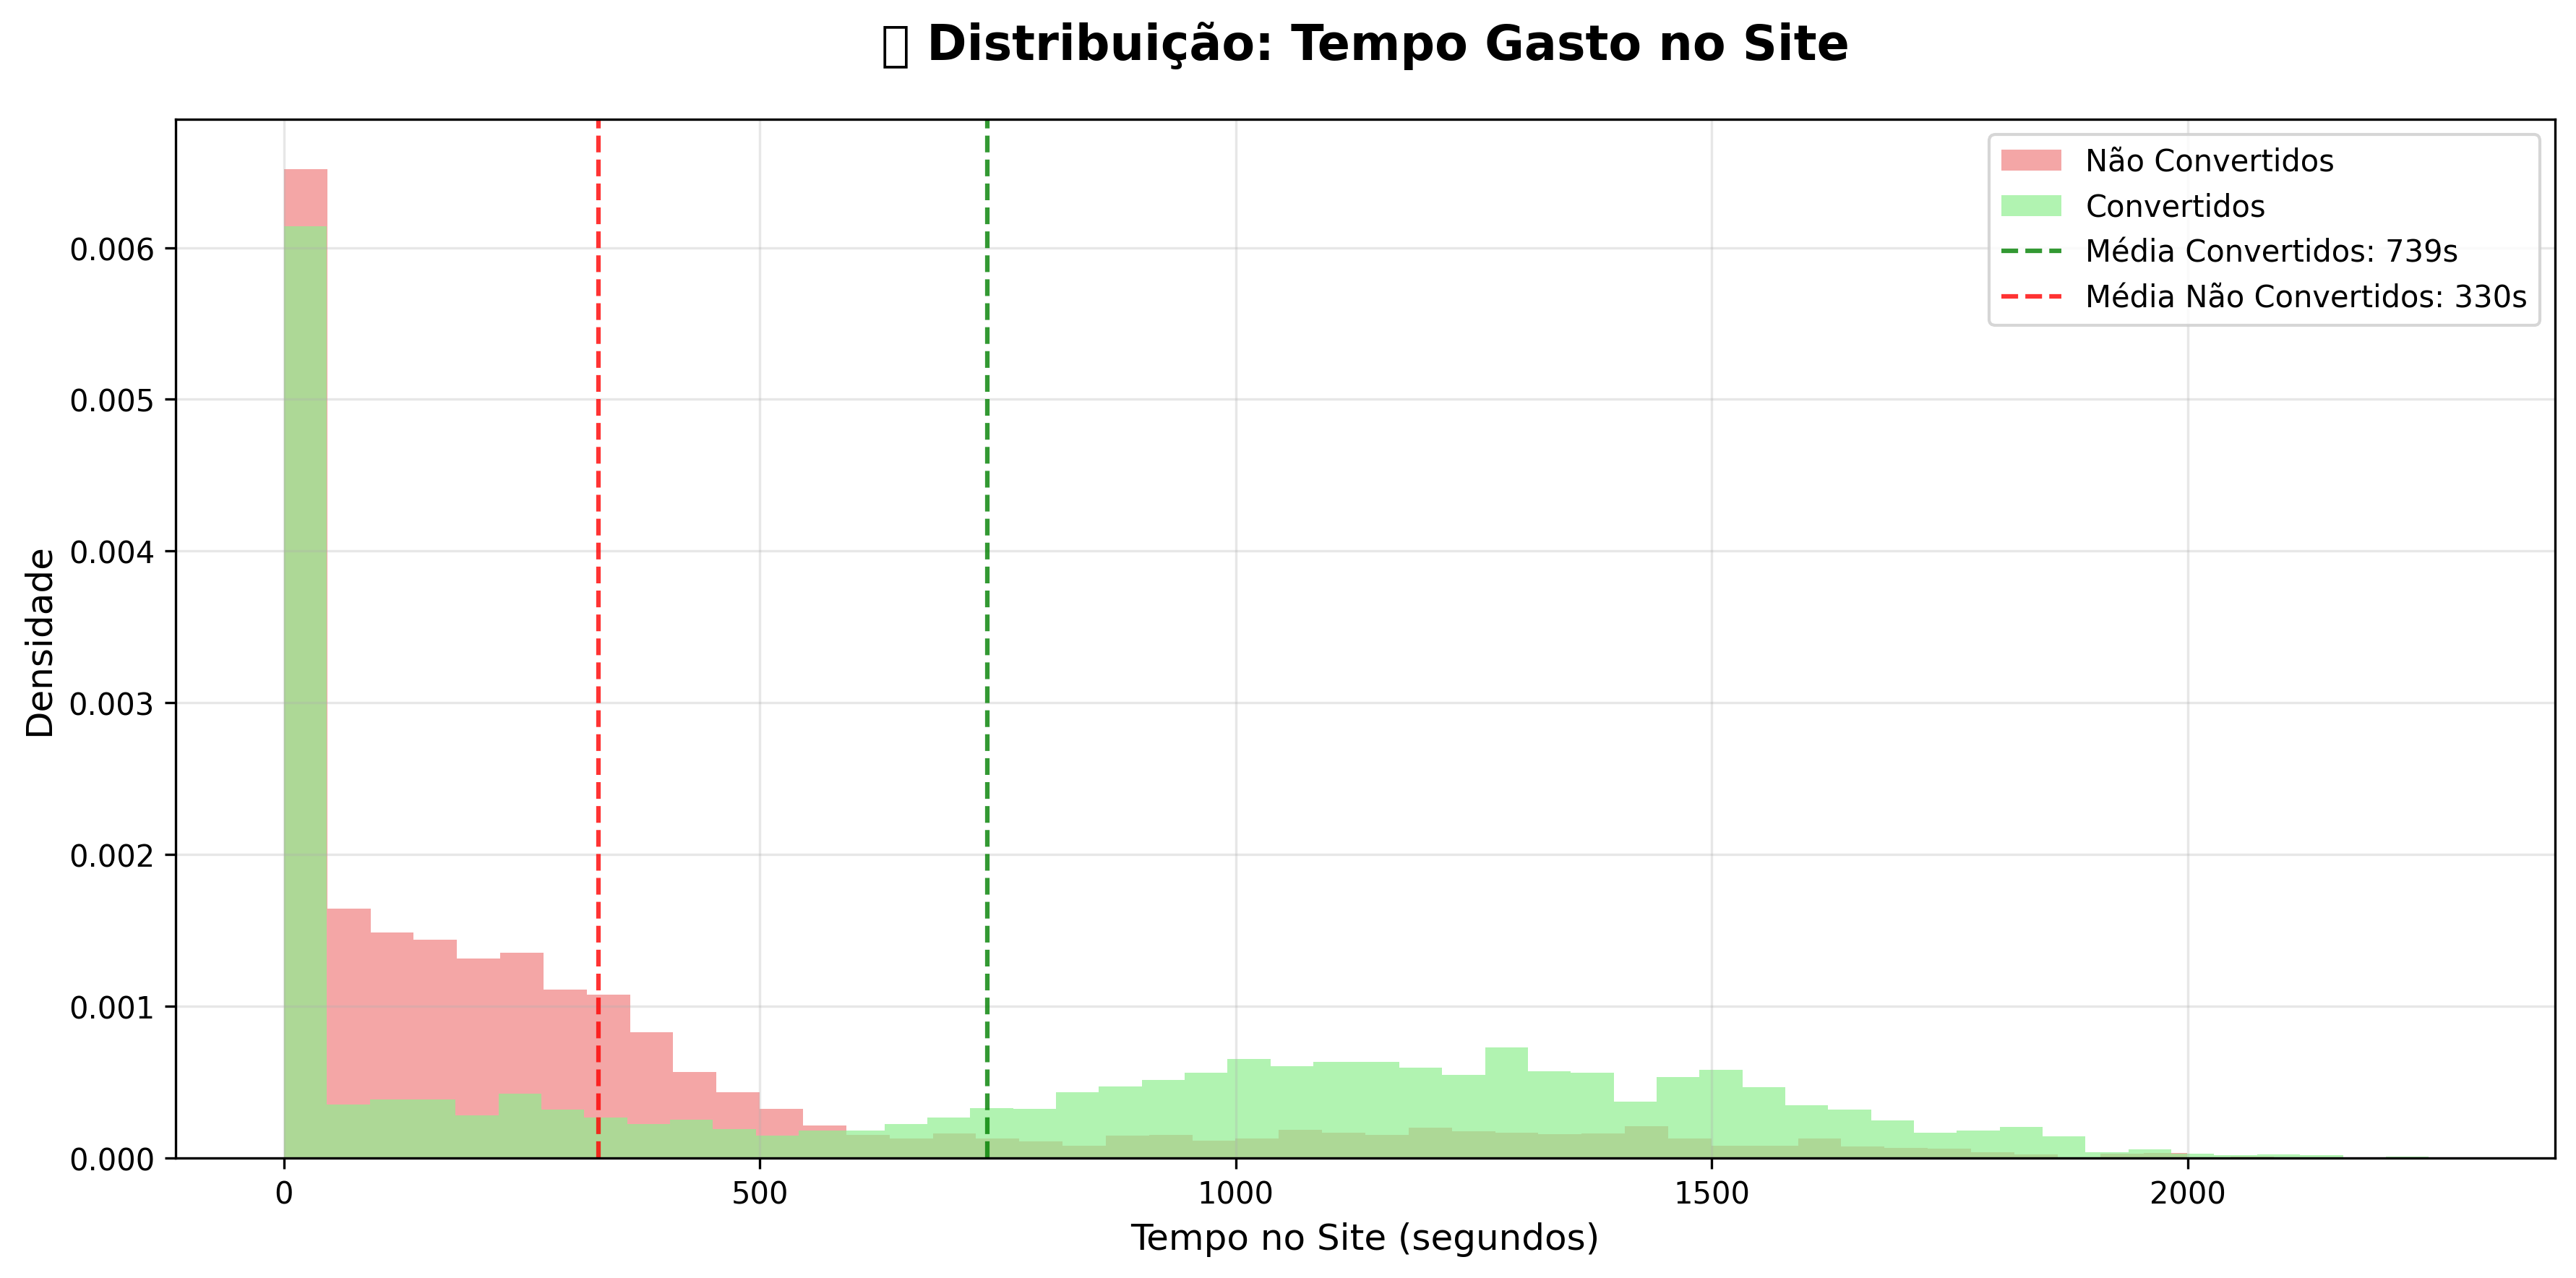 Distribuição: Tempo Gasto no Site
Não Convertidos
Convertidos
Média Convertidos: 739s
Média Não Convertidos: 330s
Densidade
0.006
0.005
0.004
0.003
0.002
0.001
0.000
0 500 1000 1500 2000
Tempo no Site (segundos)